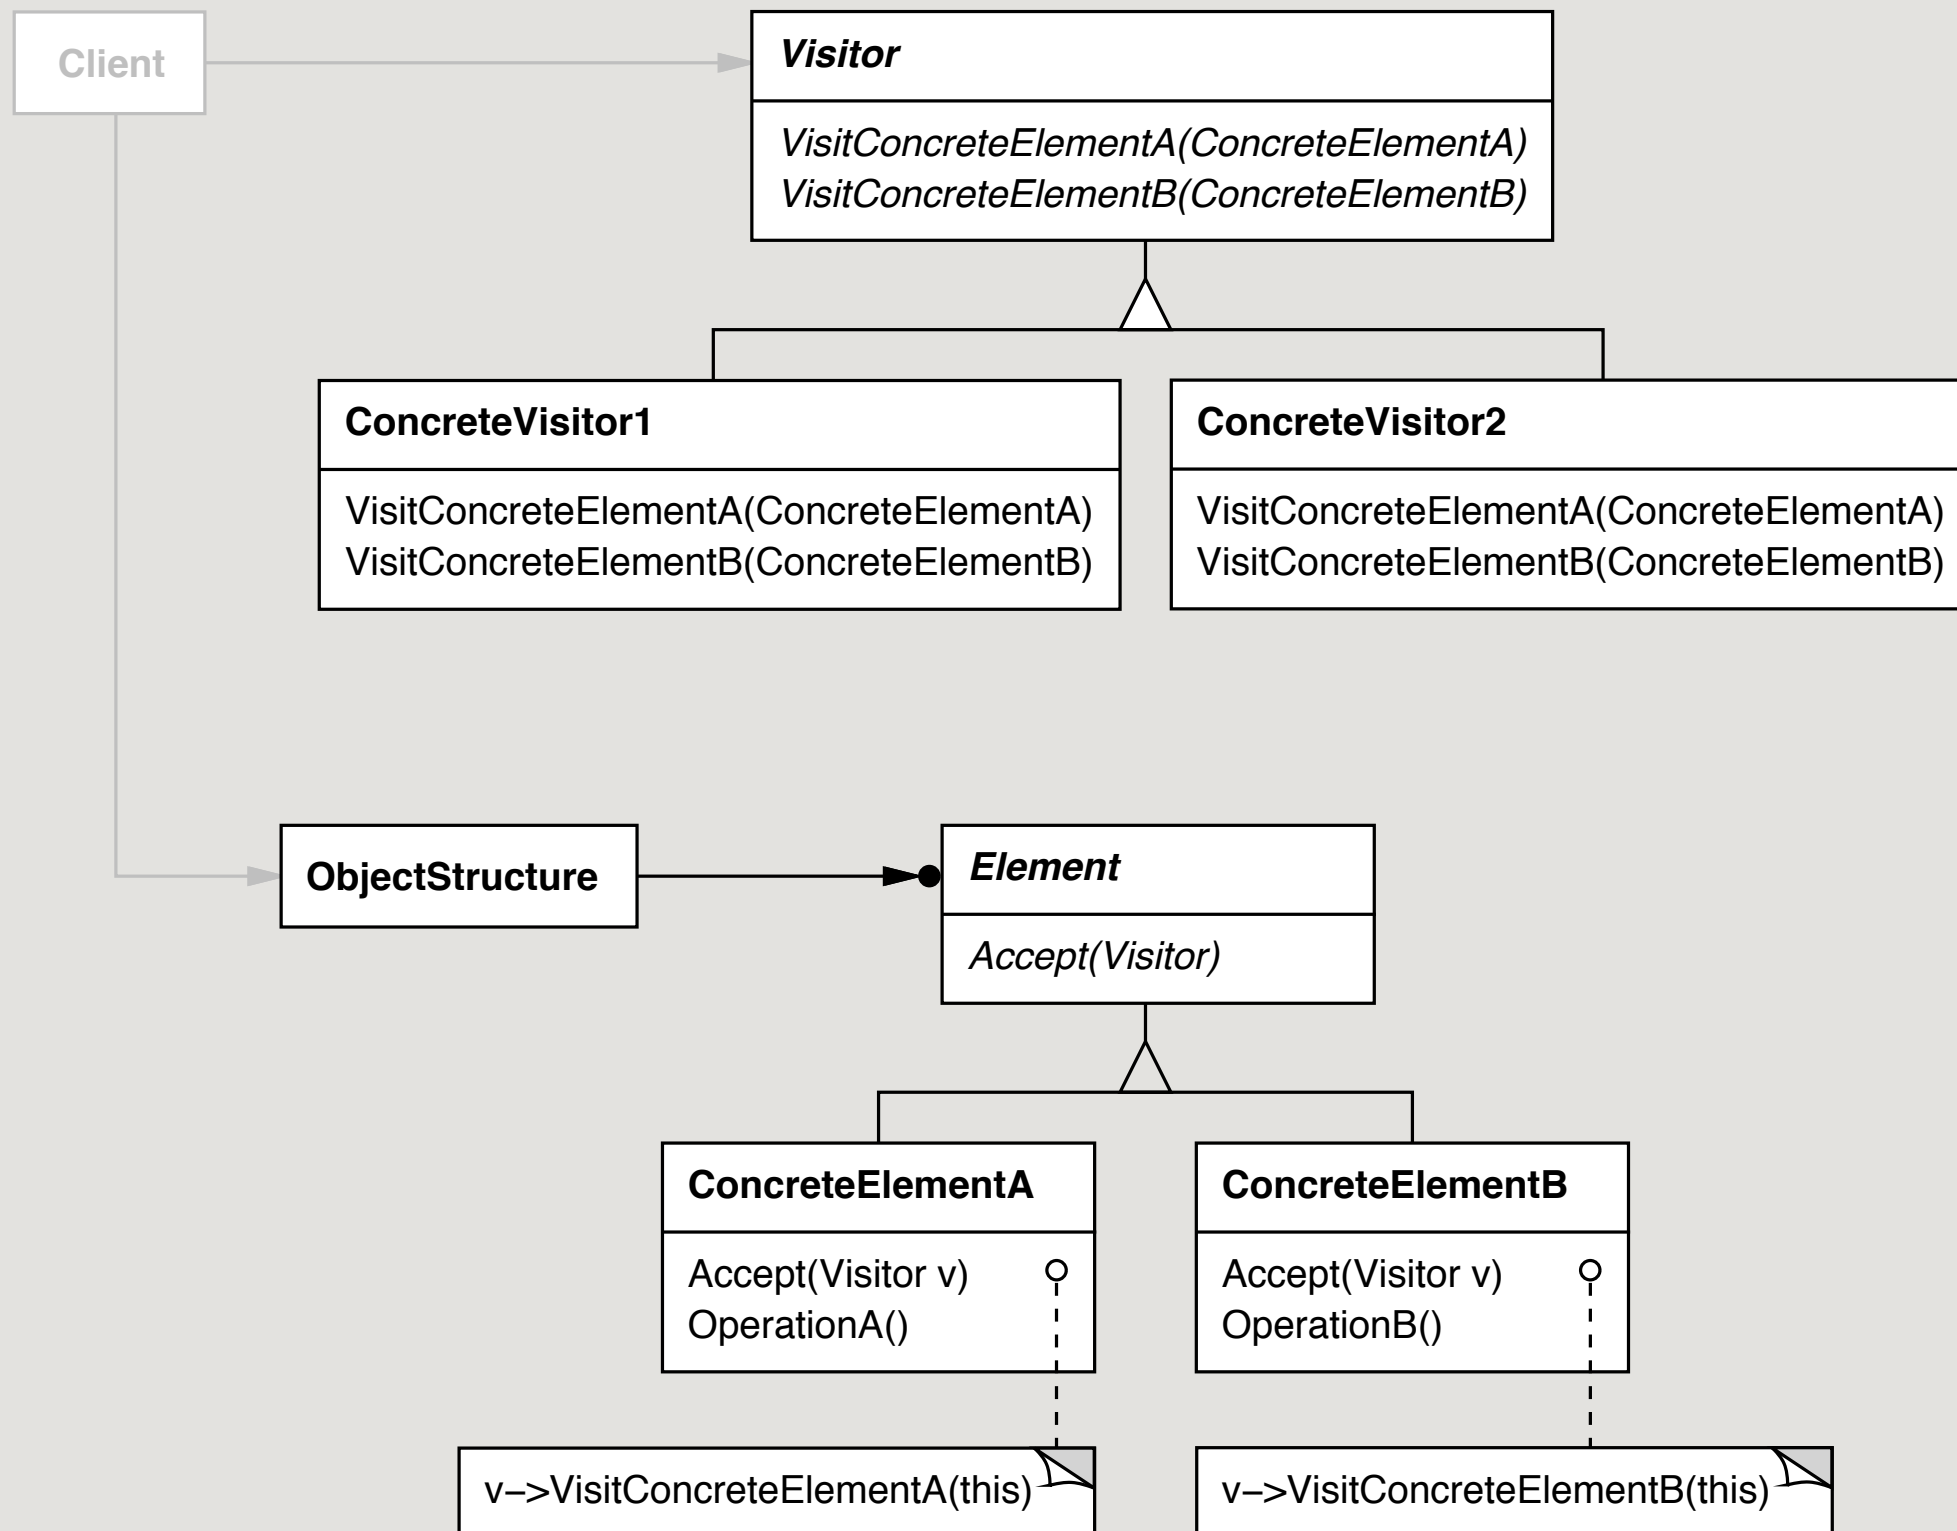 Client
Visitor
VisitConcreteElementA(ConcreteElementA)
VisitConcreteElementB(ConcreteElementB)
ConcreteVisitor1
VisitConcreteElementA(ConcreteElementA)
VisitConcreteElementB(ConcreteElementB)
ConcreteVisitor2
VisitConcreteElementA(ConcreteElementA)
VisitConcreteElementB(ConcreteElementB)
ObjectStructure
Element
Accept(Visitor)
ConcreteElementA
Accept(Visitor v)
OperationA()
ConcreteElementB
Accept(Visitor v)
OperationB()
v–>VisitConcreteElementA(this)
v–>VisitConcreteElementB(this)